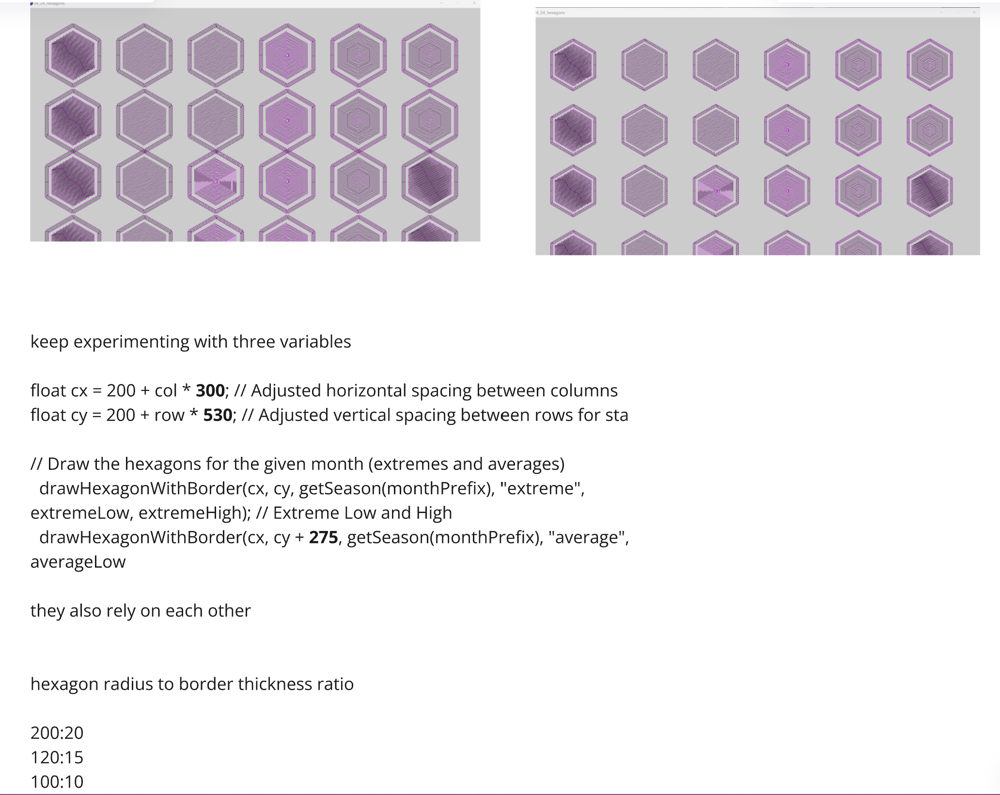 v4_24_hexagons
4_24_hexagons
keep experimenting with three variables
float cx = 200 + col * 300; // Adjusted horizontal spacing between columns
float cy = 200 + row * 530; // Adjusted vertical spacing between rows for sta
// Draw the hexagons for the given month (extremes and averages)
drawHexagonWithBorder(cx, cy, getSeason(monthPrefix), "extreme",
extremeLow, extremeHigh); // Extreme Low and High
drawHexagonWithBorder(cx, cy + 275, getSeason(monthPrefix), "average",
averageLow
they also rely on each other
hexagon radius to border thickness ratio
200:20
120:15
100:10